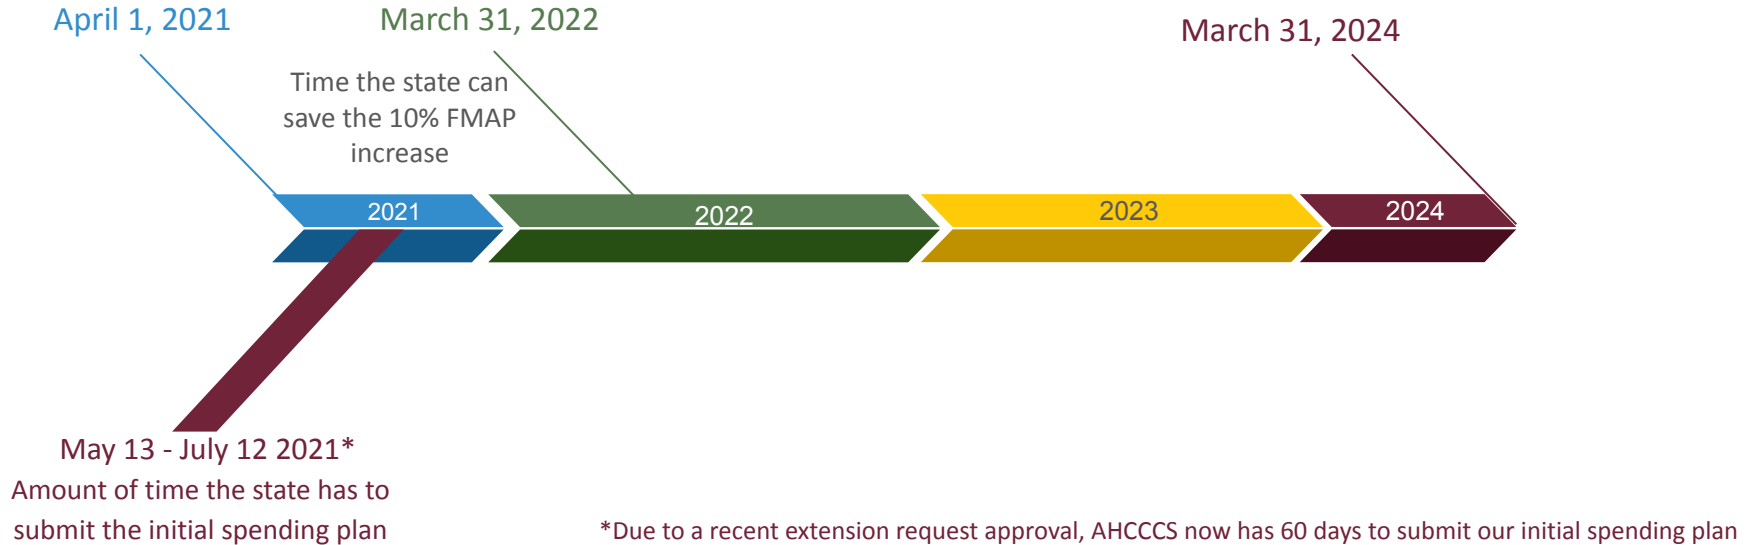 April 1, 2021
March 31, 2022
March 31, 2024
Time the state can
save the 10% FMAP
increase
2021
2022
2023
2024
May 13 - July 12 2021*
Amount of time the state has to
submit the initial spending plan
*Due to a recent extension request approval, AHCCCS now has 60 days to submit our initial spending plan